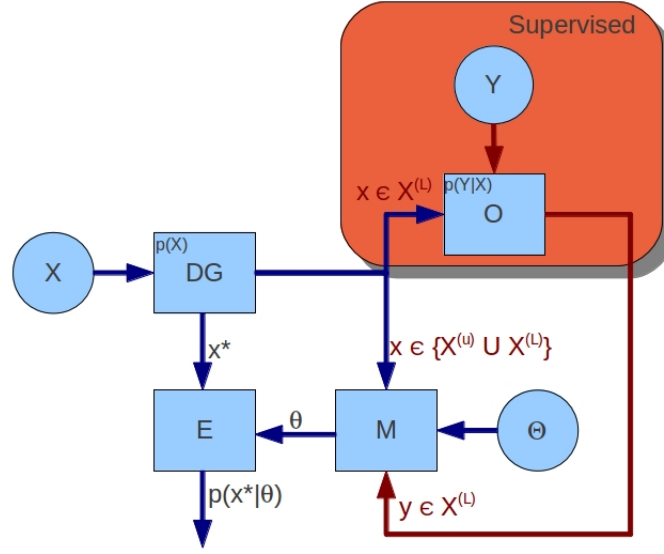 Supervised
Y
x ϵ X^(L)
p(Y|X)
O
X
p(X)
DG
x*
x ϵ {X^(u) U X^(L)}
E
θ
M
Θ
p(x*|θ)
y ϵ X^(L)